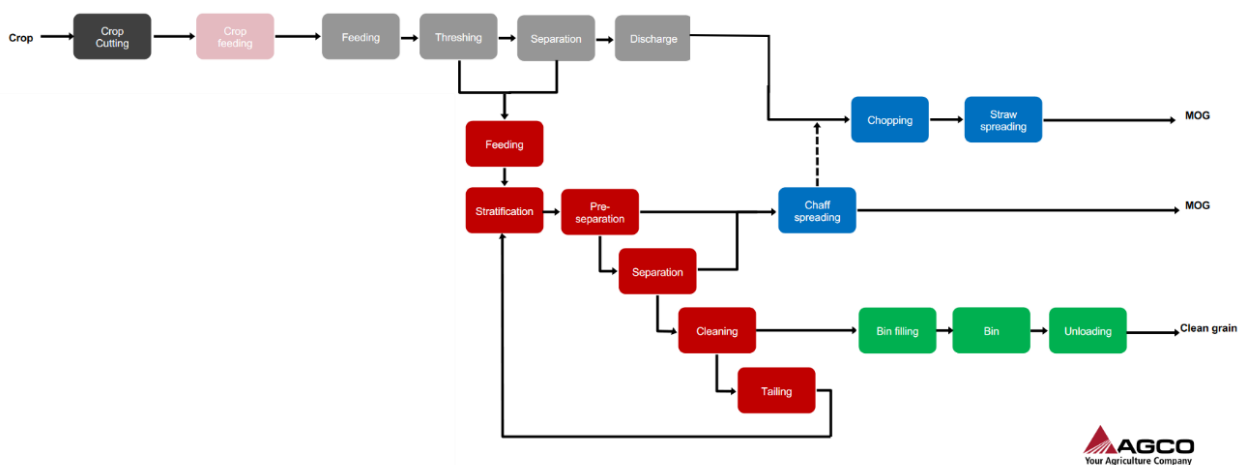 Crop
Crop
Cutting
Crop
feeding
Feeding
Threshing
Separation
Discharge
Chopping
Straw
spreading
MOG
Feeding
Stratification
Pre-
separation
Chaff
spreading
MOG
Separation
Cleaning
Bin filling
Bin
Unloading
Clean grain
Tailing
AGCO
Your Agriculture Company